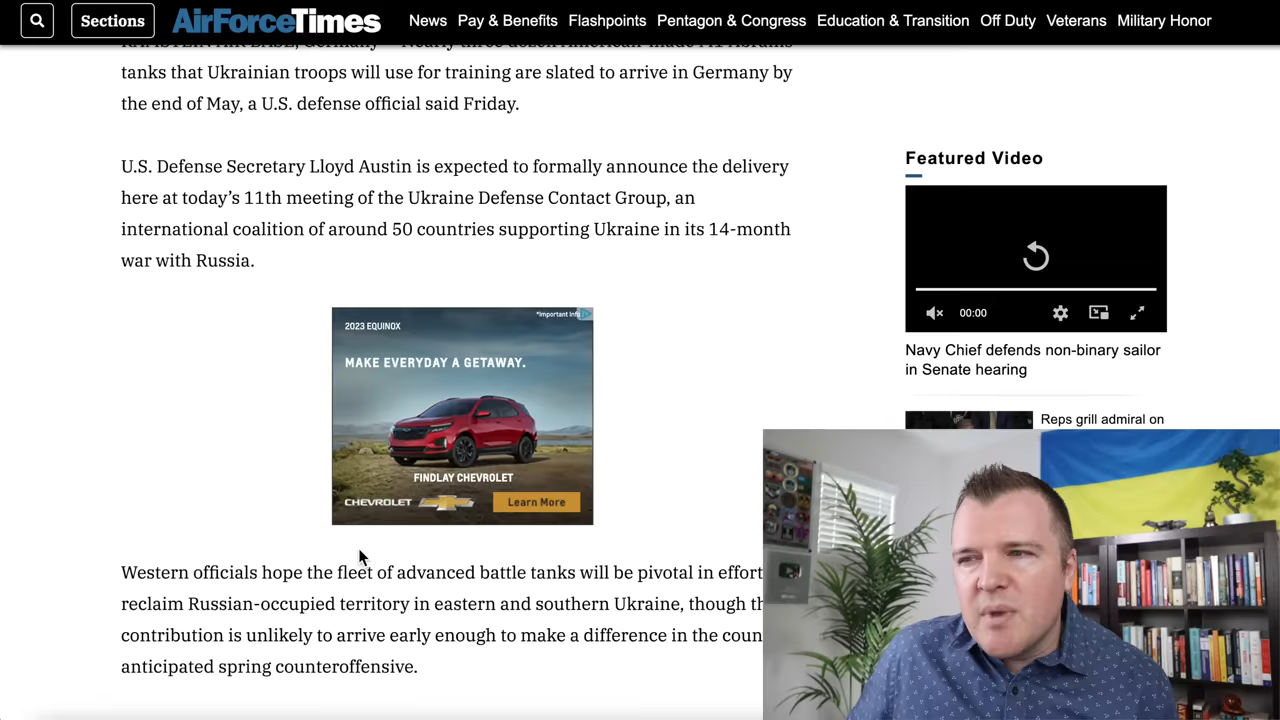 Sections
AirForceTimes
News Pay & Benefits Flashpoints Pentagon & Congress Education & Transition Off Duty Veterans Military Honor
tanks that Ukrainian troops will use for training are slated to arrive in Germany by
the end of May, a U.S. defense official said Friday.
U.S. Defense Secretary Lloyd Austin is expected to formally announce the delivery
here at today’s 11th meeting of the Ukraine Defense Contact Group, an
international coalition of around 50 countries supporting Ukraine in its 14-month
war with Russia.
*Important Info
2023 EQUINOX
MAKE EVERYDAY A GETAWAY.
FINDLAY CHEVROLET
CHEVROLET
Learn More
Western officials hope the fleet of advanced battle tanks will be pivotal in effort
reclaim Russian-occupied territory in eastern and southern Ukraine, though th
contribution is unlikely to arrive early enough to make a difference in the coun
anticipated spring counteroffensive.
Featured Video
00:00
Navy Chief defends non-binary sailor
in Senate hearing
Reps grill admiral on